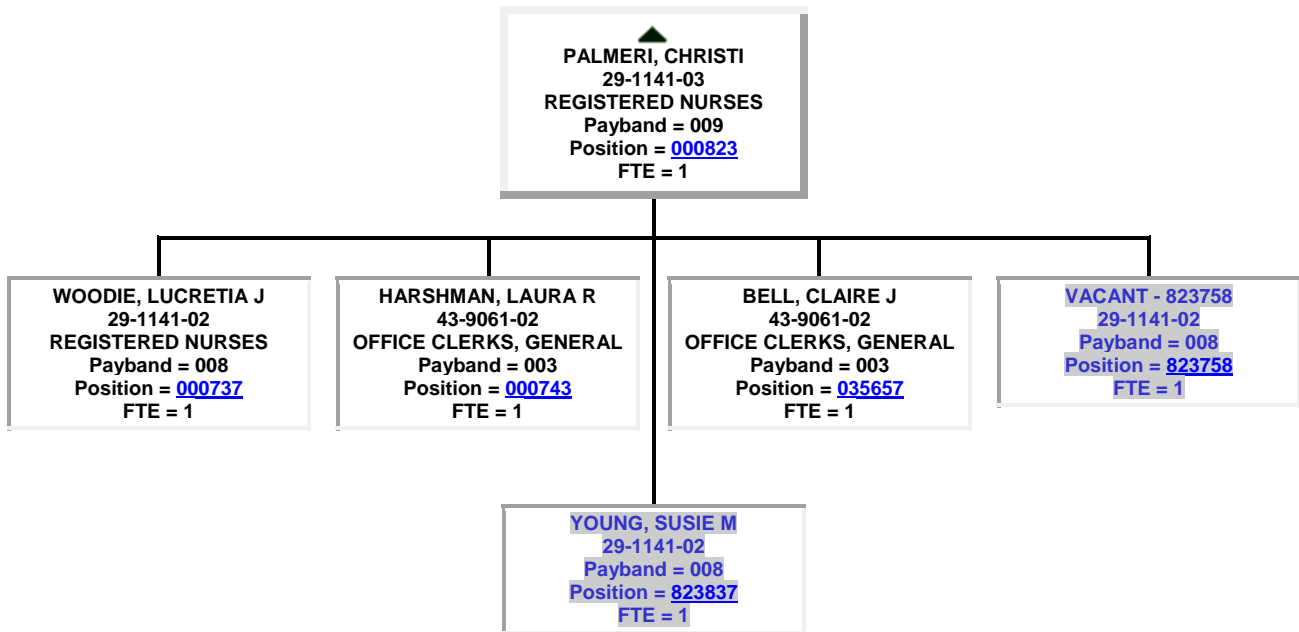 PALMERI, CHRISTI
29-1141-03
REGISTERED NURSES
Payband = 009
Position = 000823
FTE = 1
WOODIE, LUCRETIA J
29-1141-02
REGISTERED NURSES
Payband = 008
Position = 000737
FTE = 1
HARSHMAN, LAURA R
43-9061-02
OFFICE CLERKS, GENERAL
Payband = 003
Position = 000743
FTE = 1
BELL, CLAIRE J
43-9061-02
OFFICE CLERKS, GENERAL
Payband = 003
Position = 035657
FTE = 1
VACANT - 823758
29-1141-02
Payband = 008
Position = 823758
FTE = 1
YOUNG, SUSIE M
29-1141-02
Payband = 008
Position = 823837
FTE = 1